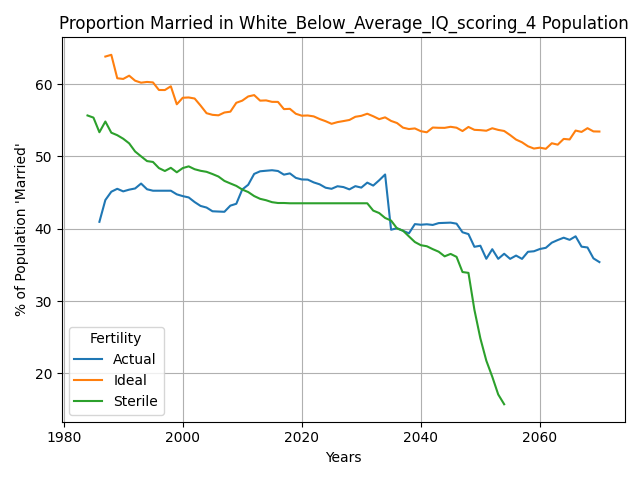 Proportion Married in White_Below_Average_IQ_scoring_4 Population
% of Population 'Married'
60
50
40
30
20
Fertility
Actual
Ideal
Sterile
1980
2000
2020
2040
2060
Years